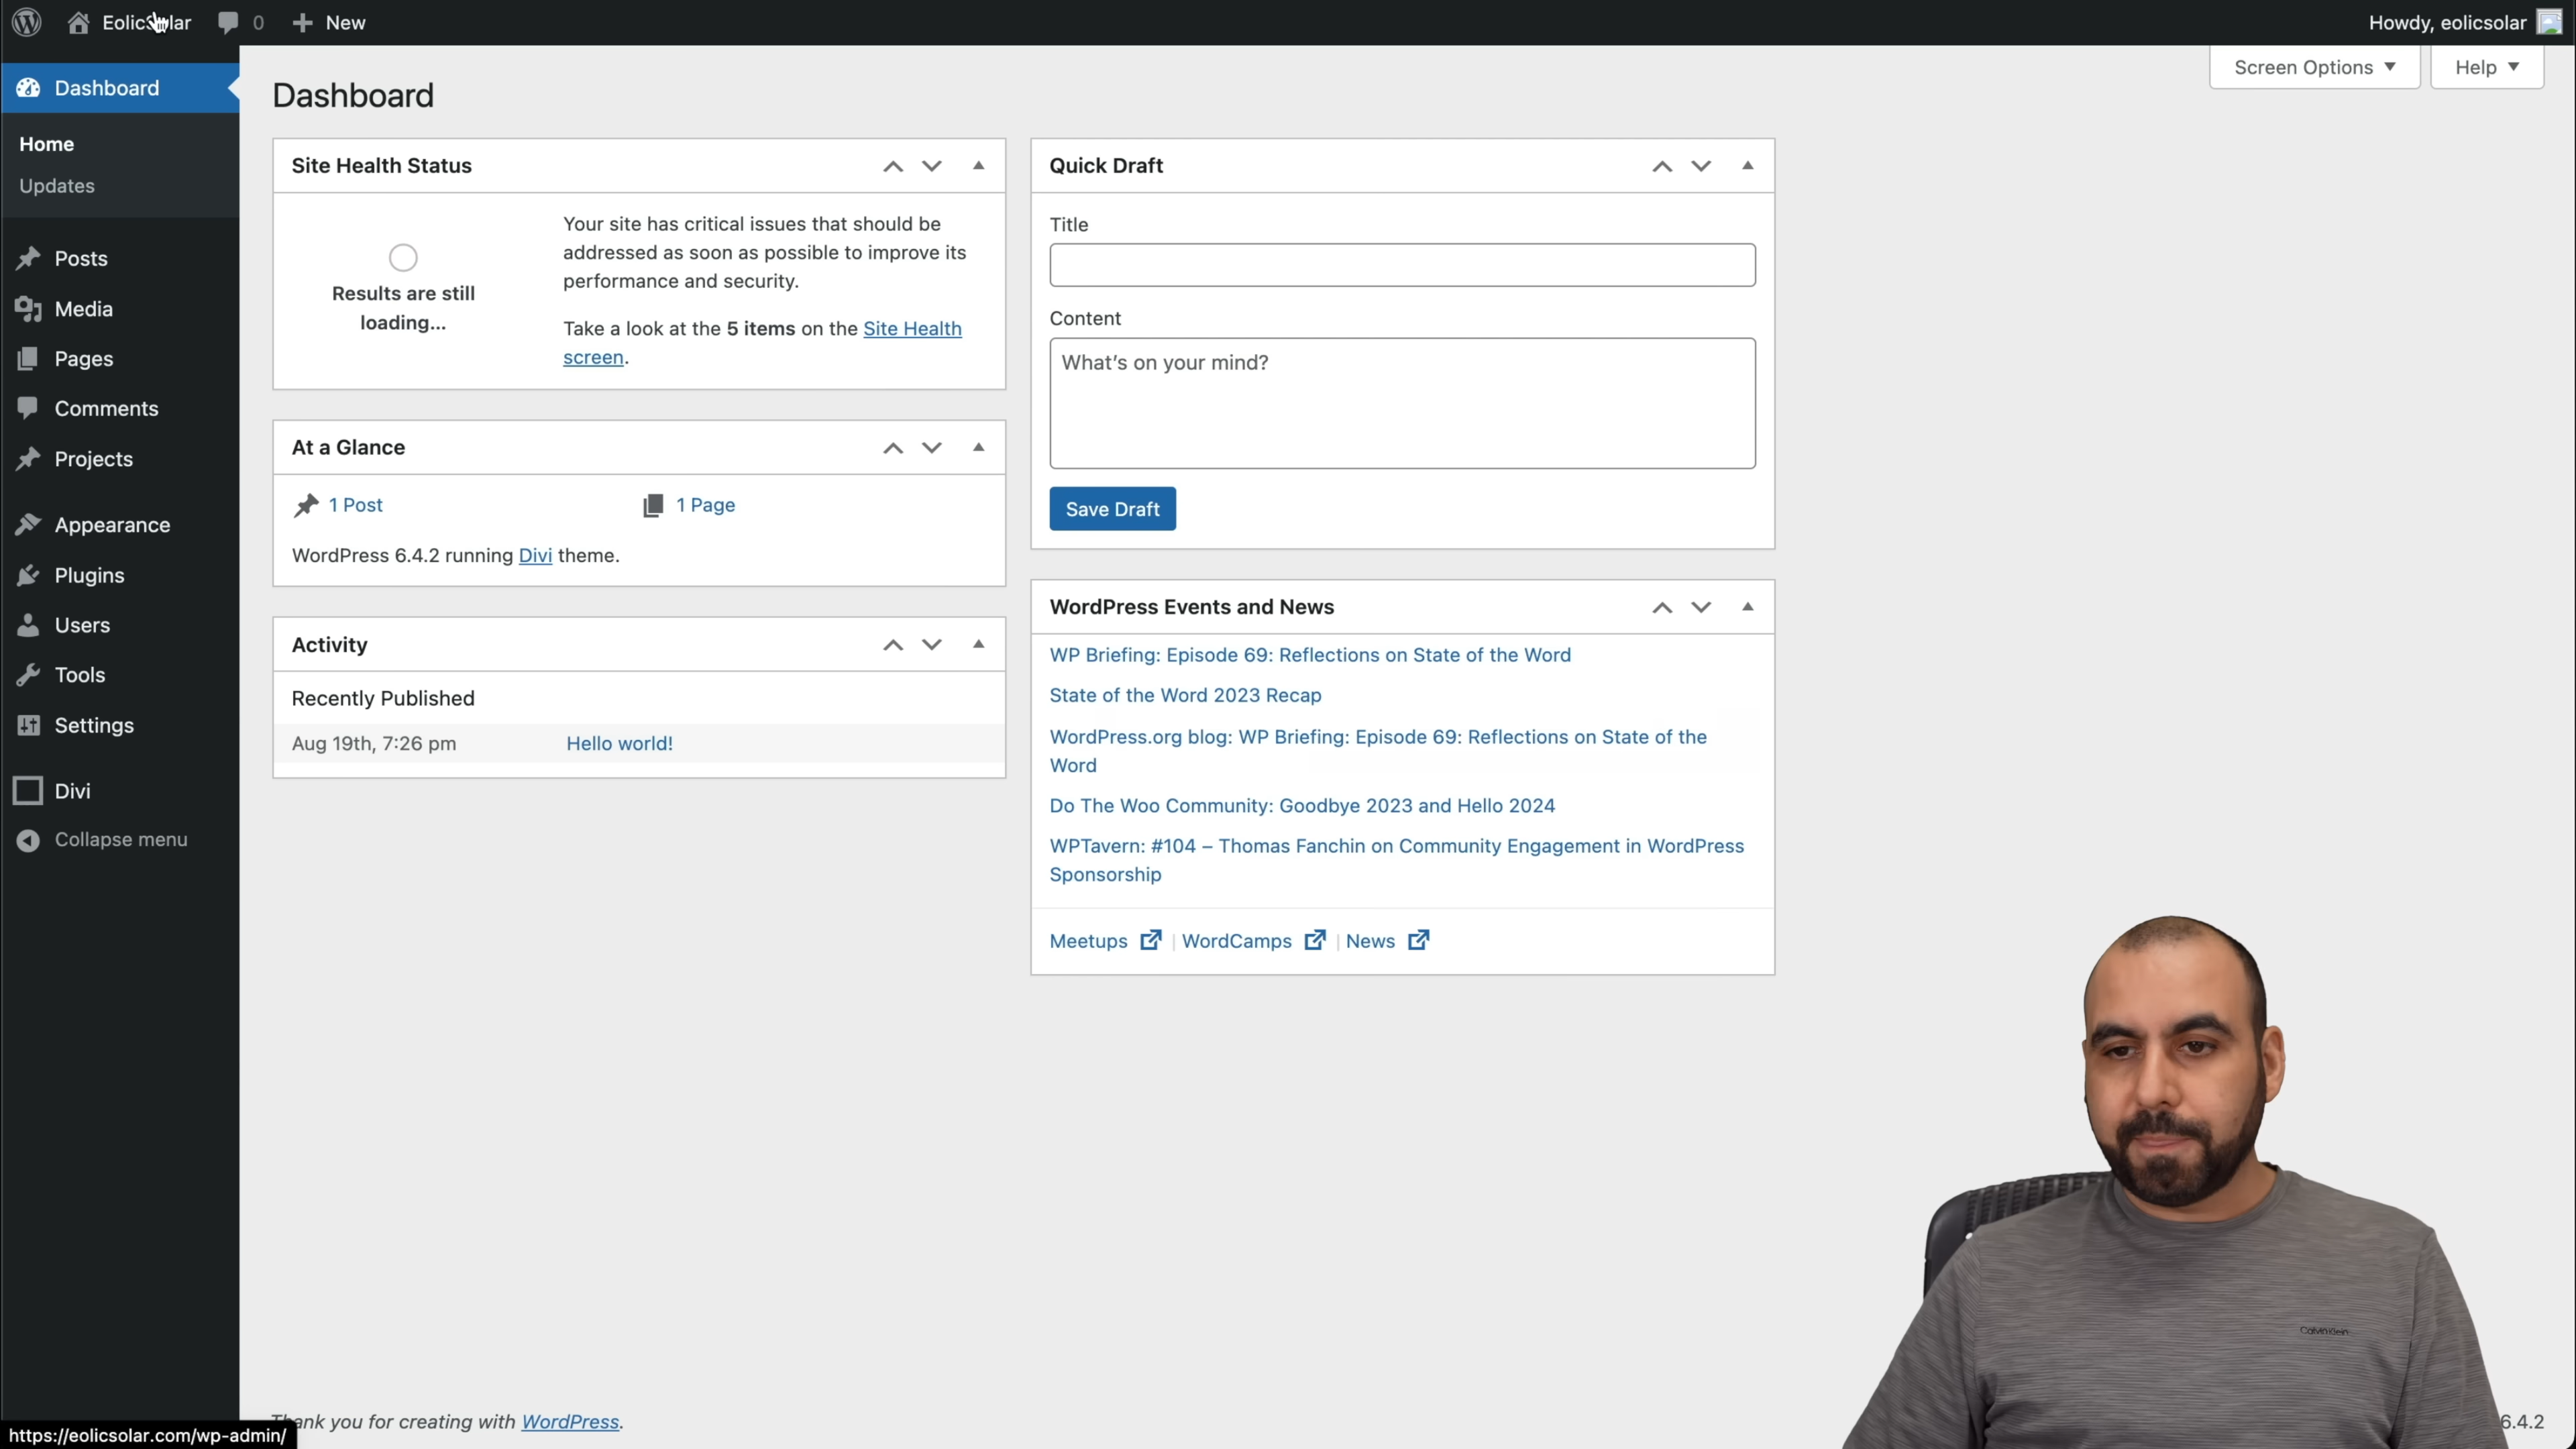 EolicSolar
0
New
Howdy, eolicsolar
Dashboard
Home
Updates
Posts
Media
Pages
Comments
Projects
Appearance
Plugins
Users
Tools
Settings
Divi
Collapse menu
Screen Options
Help
Dashboard
Site Health Status
Results are still
loading...
Your site has critical issues that should be
addressed as soon as possible to improve its
performance and security.
Take a look at the 5 items on the Site Health
screen.
At a Glance
1 Post
1 Page
WordPress 6.4.2 running Divi theme.
Activity
Recently Published
Aug 19th, 7:26 pm
Hello world!
Quick Draft
Title
Content
What's on your mind?
Save Draft
WordPress Events and News
WP Briefing: Episode 69: Reflections on State of the Word
State of the Word 2023 Recap
WordPress.org blog: WP Briefing: Episode 69: Reflections on State of the
Word
Do The Woo Community: Goodbye 2023 and Hello 2024
WPTavern: #104 – Thomas Fanchin on Community Engagement in WordPress
Sponsorship
Meetups | WordCamps | News
Calvin Klein
Thank you for creating with WordPress.
6.4.2
https://eolicsolar.com/wp-admin/